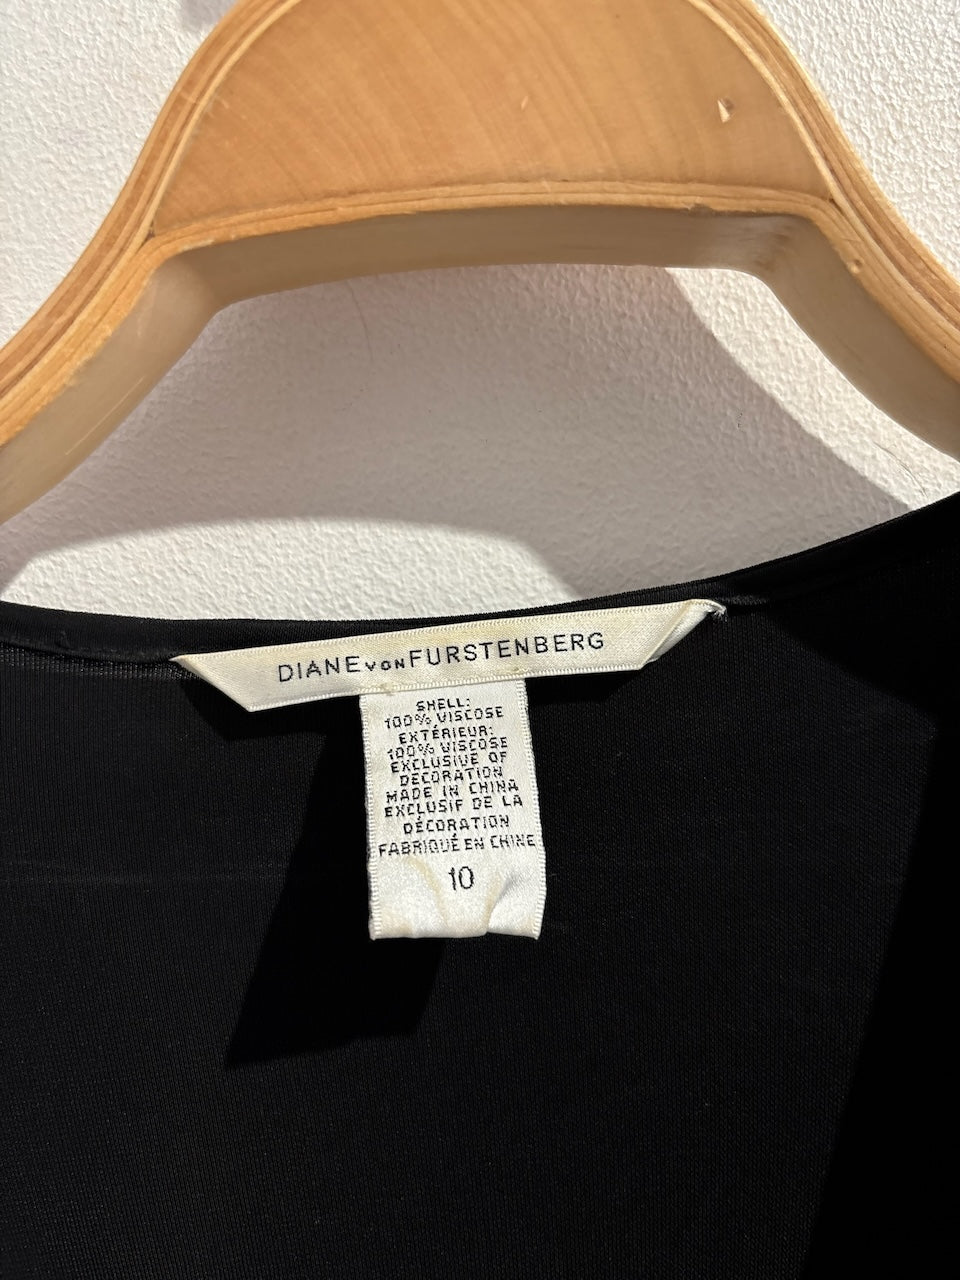 DIANE VON FURSTENBERG
SHELL:
100% VISCOSE
EXTÉRIEUR:
100% VISCOSE
EXCLUSIVE OF
DECORATION
MADE IN CHINA
EXCLUSIF DE LA
DÉCORATION
FABRIQUÉ EN CHINE
10